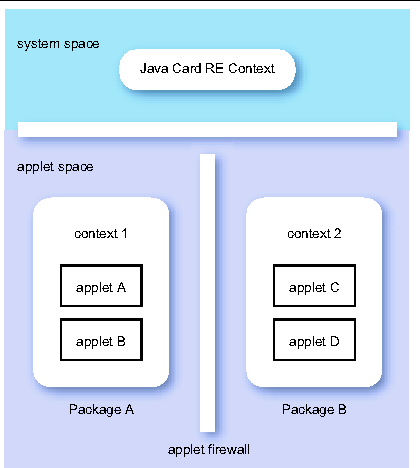 system space
Java Card RE Context
applet space
context 1
applet A
applet B
Package A
context 2
applet C
applet D
Package B
applet firewall